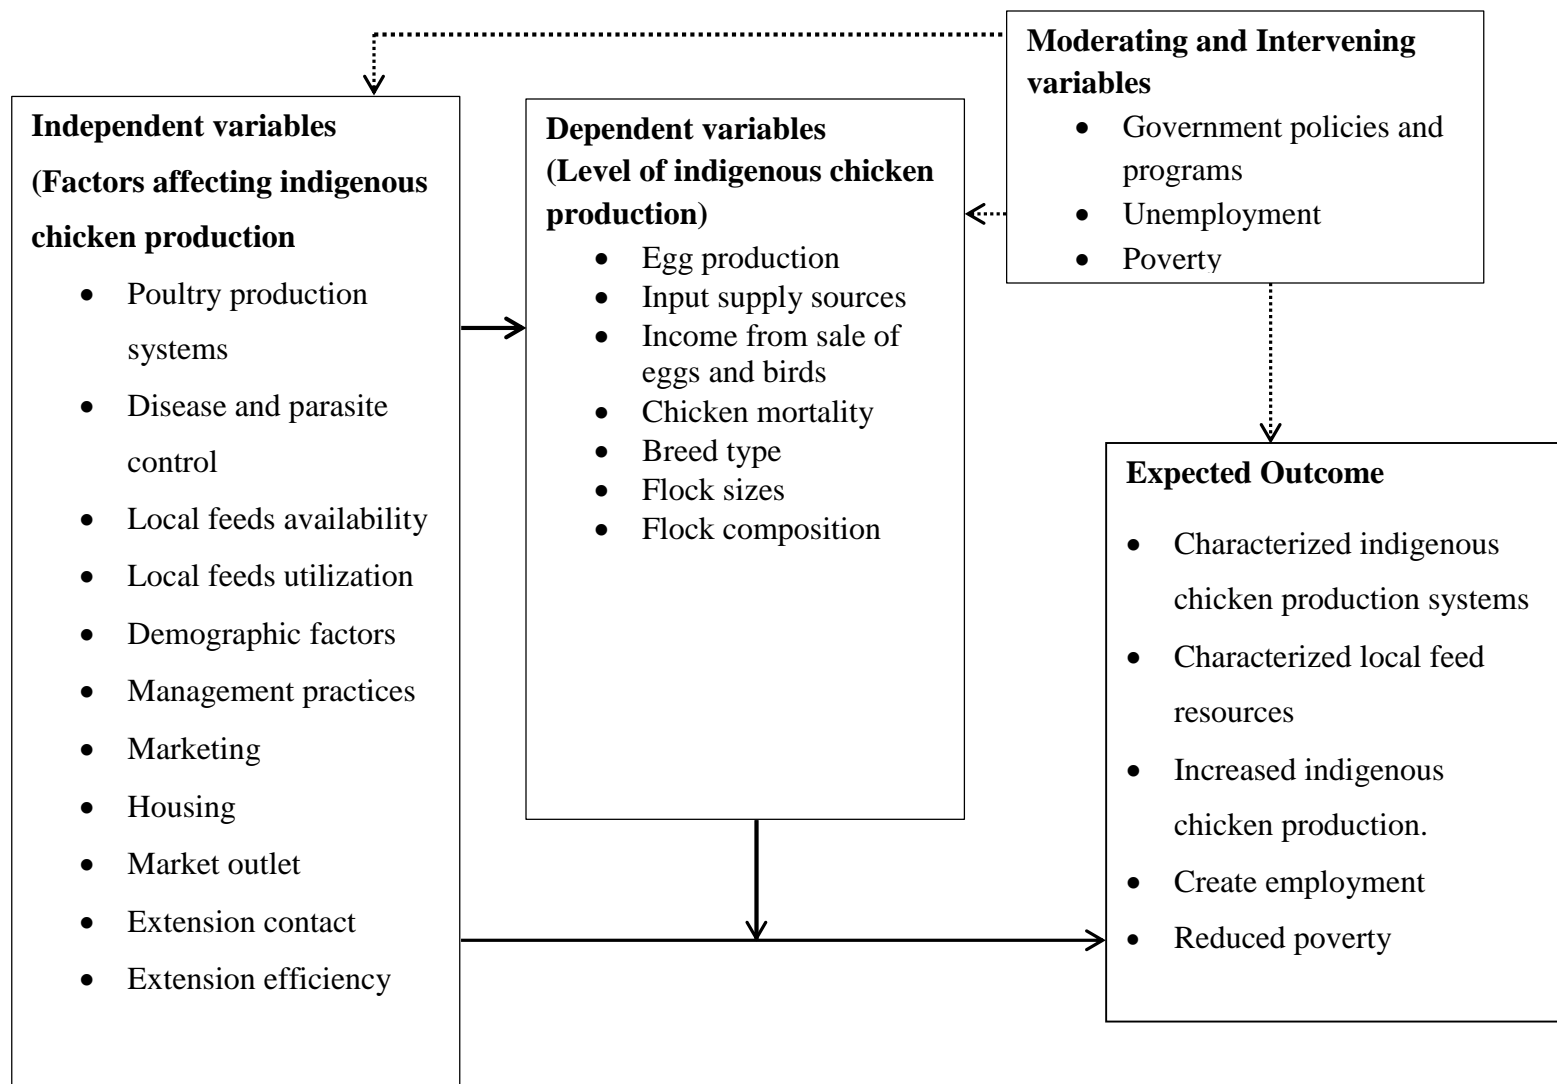 Moderating and Intervening
variables
• Government policies and
programs
• Unemployment
• Poverty
Independent variables
(Factors affecting indigenous
chicken production
• Poultry production
systems
• Disease and parasite
control
• Local feeds availability
• Local feeds utilization
• Demographic factors
• Management practices
• Marketing
• Housing
• Market outlet
• Extension contact
• Extension efficiency
Dependent variables
(Level of indigenous chicken
production)
• Egg production
• Input supply sources
• Income from sale of
eggs and birds
• Chicken mortality
• Breed type
• Flock sizes
• Flock composition
Expected Outcome
• Characterized indigenous
chicken production systems
• Characterized local feed
resources
• Increased indigenous
chicken production.
• Create employment
• Reduced poverty